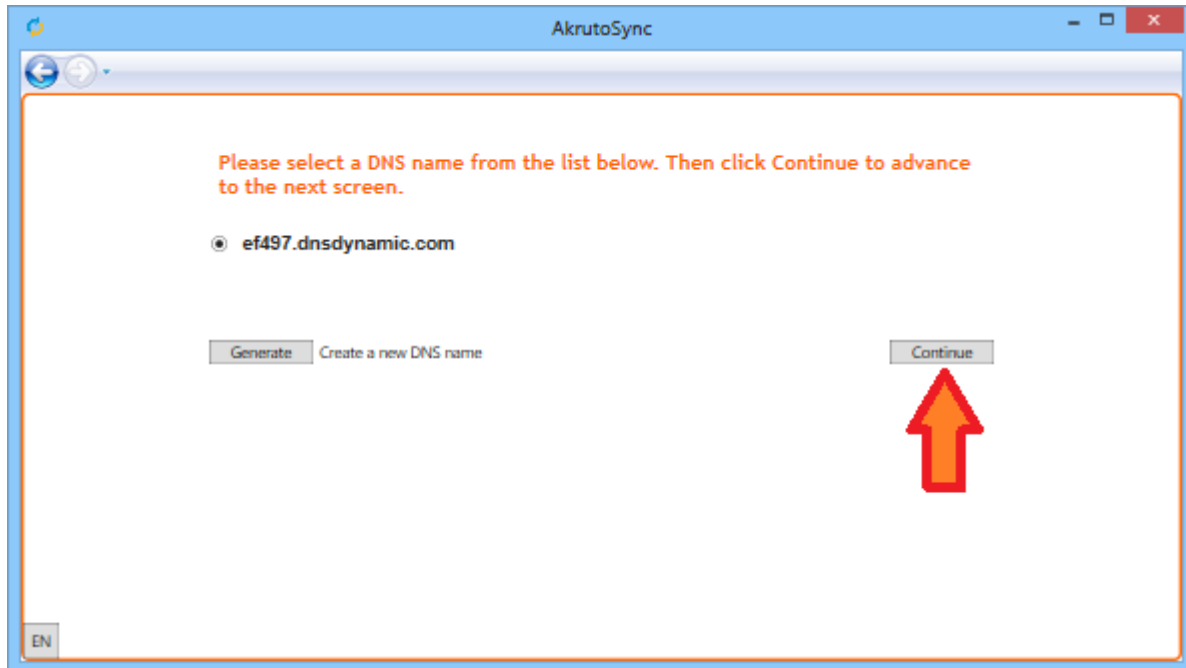 AkrutoSync
Please select a DNS name from the list below. Then click Continue to advance
to the next screen.
ef497.dnsdynamic.com
Generate Create a new DNS name
Continue
EN